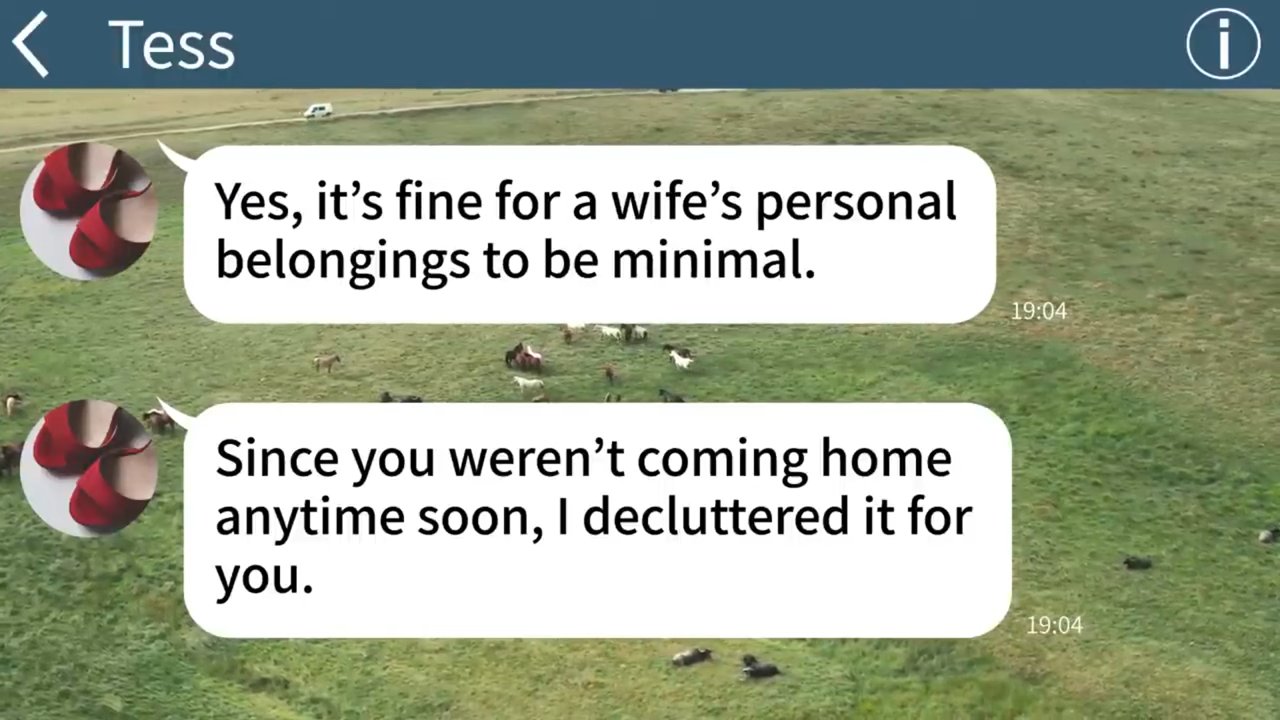 Tess
Yes, it’s fine for a wife’s personal
belongings to be minimal.
19:04
Since you weren’t coming home
anytime soon, I decluttered it for
you.
19:04